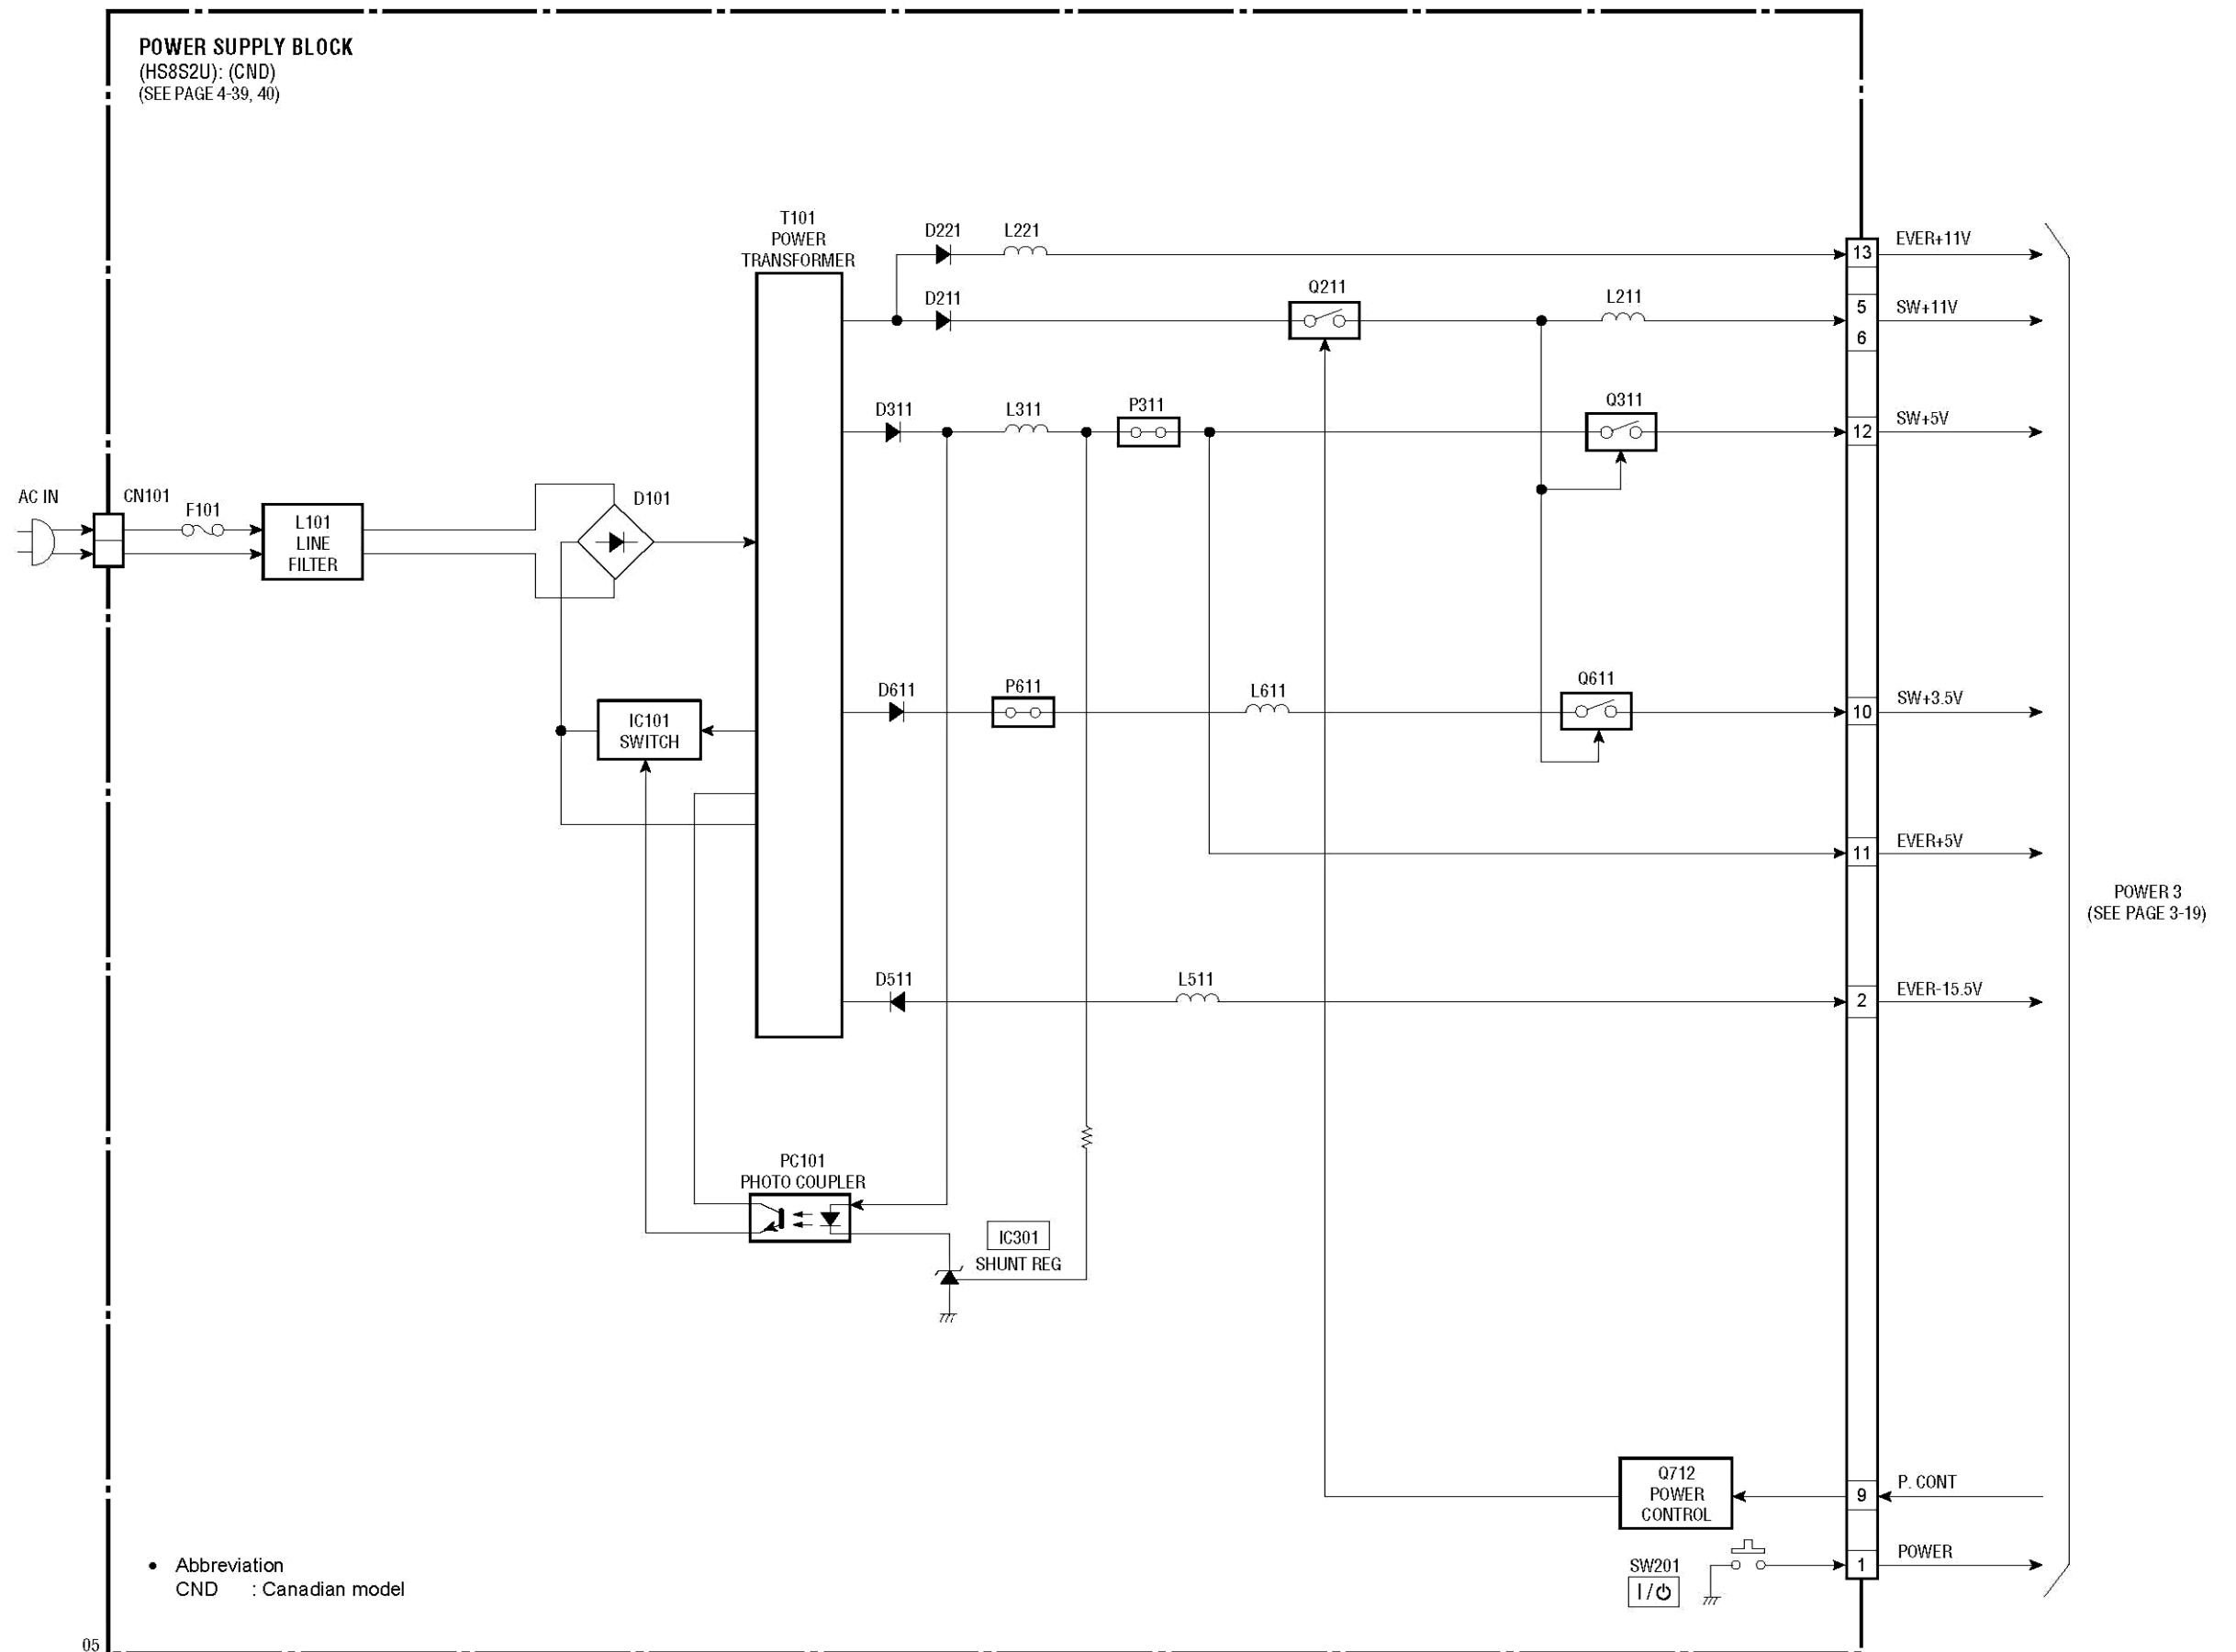 POWER SUPPLY BLOCK
(HS8S2U): (CND)
(SEE PAGE 4-39, 40)
T101
POWER
TRANSFORMER
D221
L221
13
EVER+11V
D211
Q211
L211
5
SW+11V
6
D311
L311
P311
Q311
12
SW+5V
AC IN
CN101
F101
L101
LINE
FILTER
D101
D611
P611
L611
Q611
10
SW+3.5V
IC101
SWITCH
11
EVER+5V
POWER 3
(SEE PAGE 3-19)
D511
L511
2
EVER-15.5V
PC101
PHOTO COUPLER
IC301
SHUNT REG
Q712
POWER
CONTROL
9
P. CONT
SW201
I/⏻
1
POWER
• Abbreviation
CND : Canadian model
05